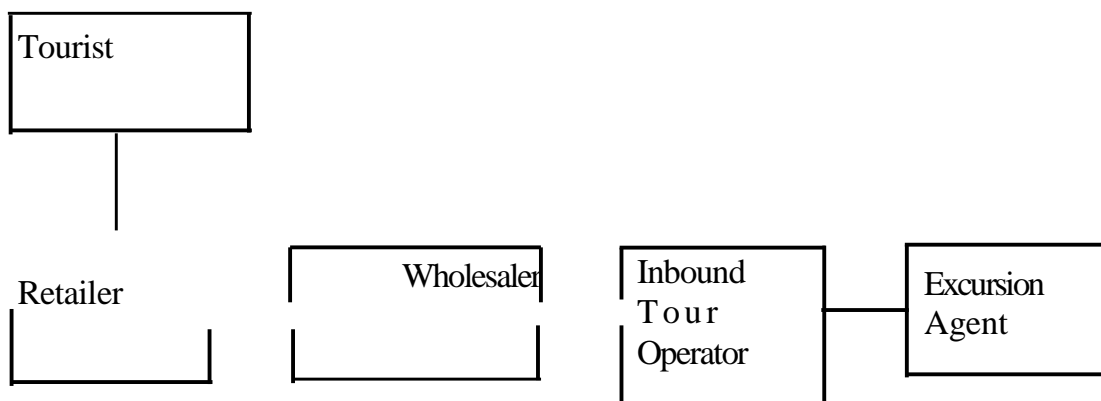 Tourist
Retailer
Wholesaler
Inbound
Tour
Operator
Excursion
Agent